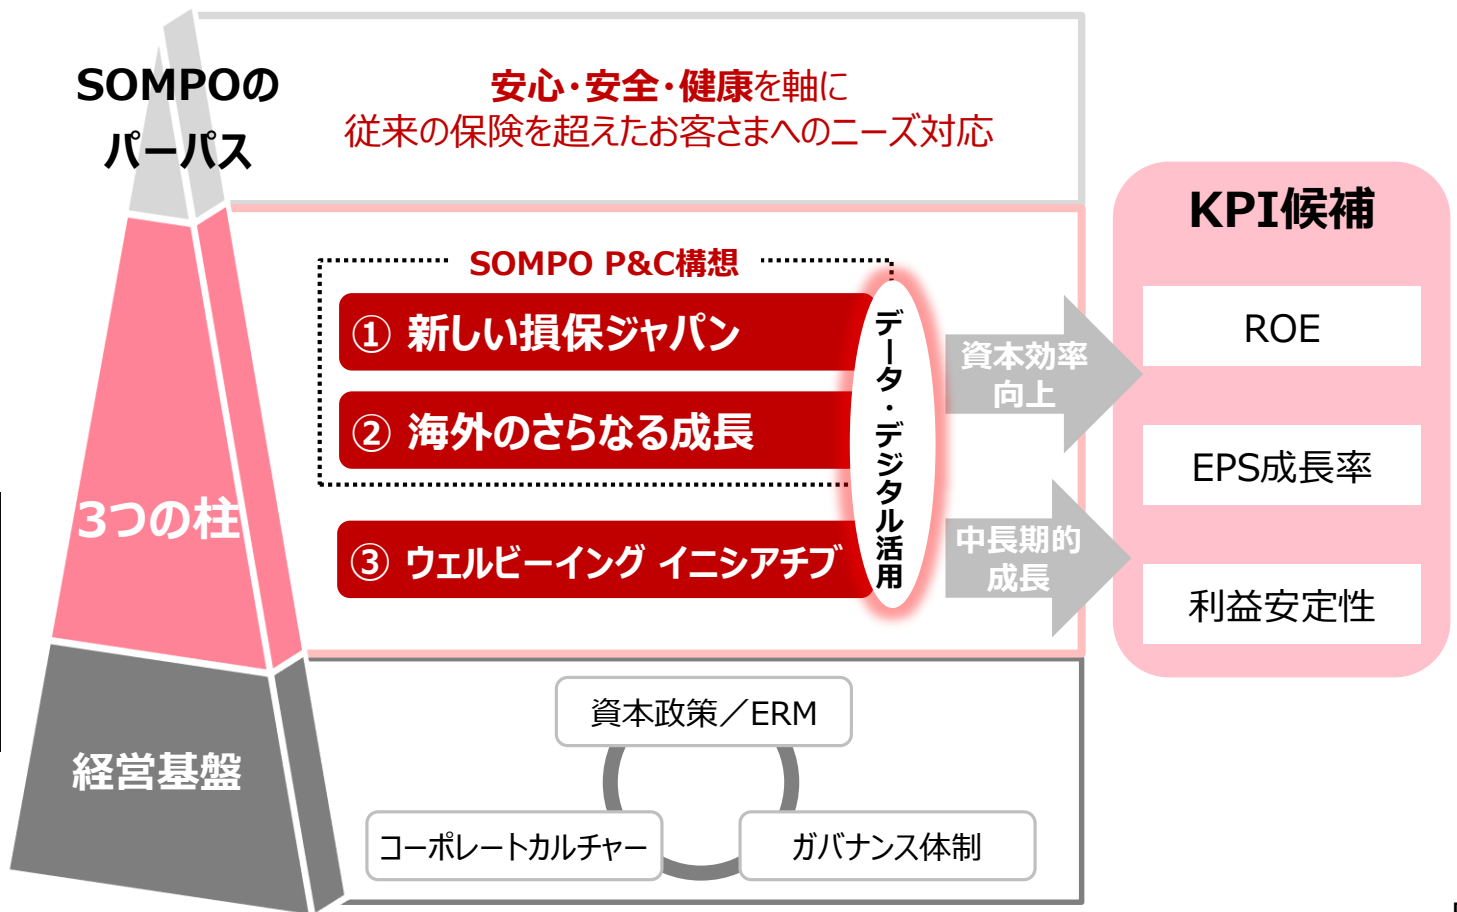 SOMPOの
パーパス
安心・安全・健康を軸に
従来の保険を超えたお客さまへのニーズ対応
3つの柱
SOMPO P&C構想
① 新しい損保ジャパン
② 海外のさらなる成長
③ ウェルビーイング イニシアチブ
データ・デジタル活用
資本効率
向上
中長期的
成長
KPI候補
ROE
EPS成長率
利益安定性
経営基盤
資本政策／ERM
コーポレートカルチャー
ガバナンス体制